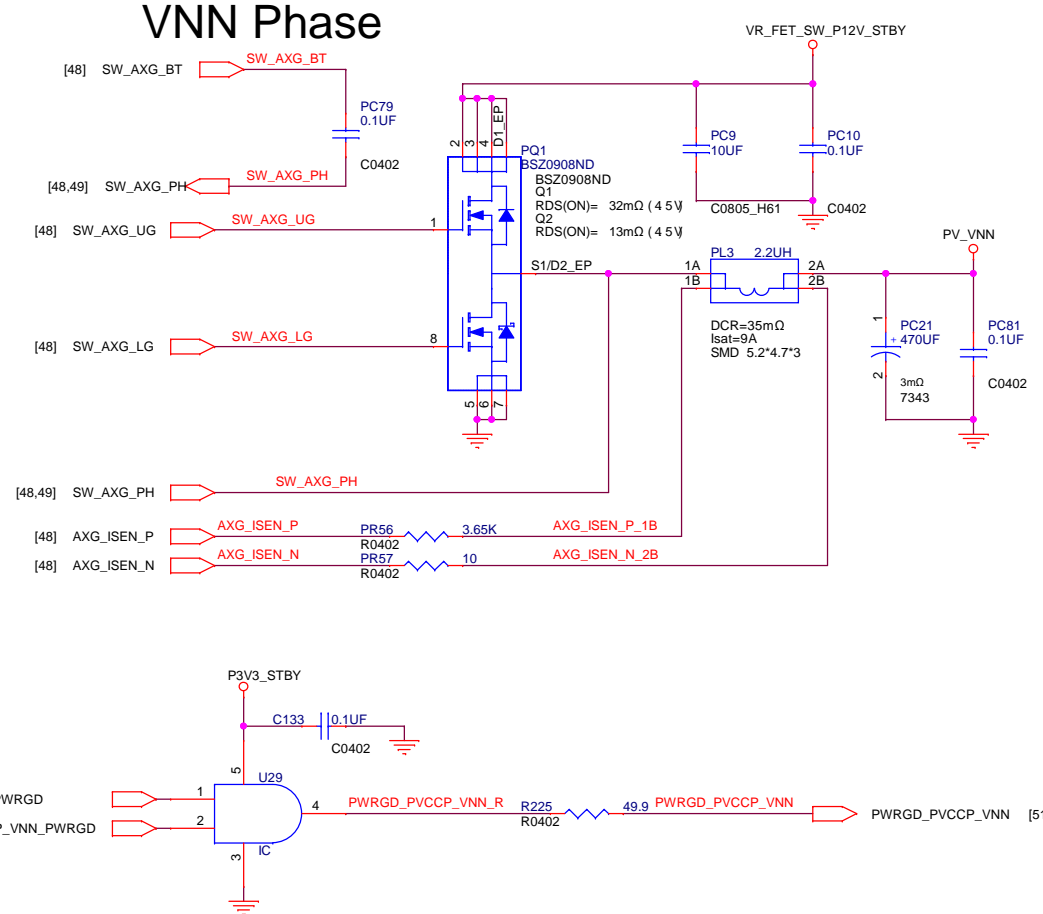 VNN Phase
VR_FET_SW_P12V_STBY
[48] SW_AXG_BT
SW_AXG_BT
PC79
0.1UF
C0402
[48,49] SW_AXG_PH
SW_AXG_PH
2
3
4
D1_EP
PQ1
BSZ0908ND
BSZ0908ND
Q1
RDS(ON)= 32mΩ ( 4 5 V)
Q2
RDS(ON)= 13mΩ ( 4 5 V)
PC9
10UF
C0805_H61
PC10
0.1UF
C0402
[48] SW_AXG_UG
SW_AXG_UG
1
PV_VNN
S1/D2_EP
1A
1B
PL3 2.2UH
2A
2B
DCR=35mΩ
Isat=9A
SMD 5.2*4.7*3
[48] SW_AXG_LG
SW_AXG_LG
8
1
+
2
PC21
470UF
3mΩ
7343
PC81
0.1UF
C0402
5
6
7
[48,49] SW_AXG_PH
SW_AXG_PH
[48] AXG_ISEN_P
AXG_ISEN_P
PR56
R0402
3.65K
AXG_ISEN_P_1B
[48] AXG_ISEN_N
AXG_ISEN_N
PR57
R0402
10
AXG_ISEN_N_2B
P3V3_STBY
C133
0.1UF
C0402
5
U29
PWRGD
1
P_VNN_PWRGD
2
4
IC
3
PWRGD_PVCCP_VNN_R
R225
R0402
49.9
PWRGD_PVCCP_VNN
PWRGD_PVCCP_VNN [51